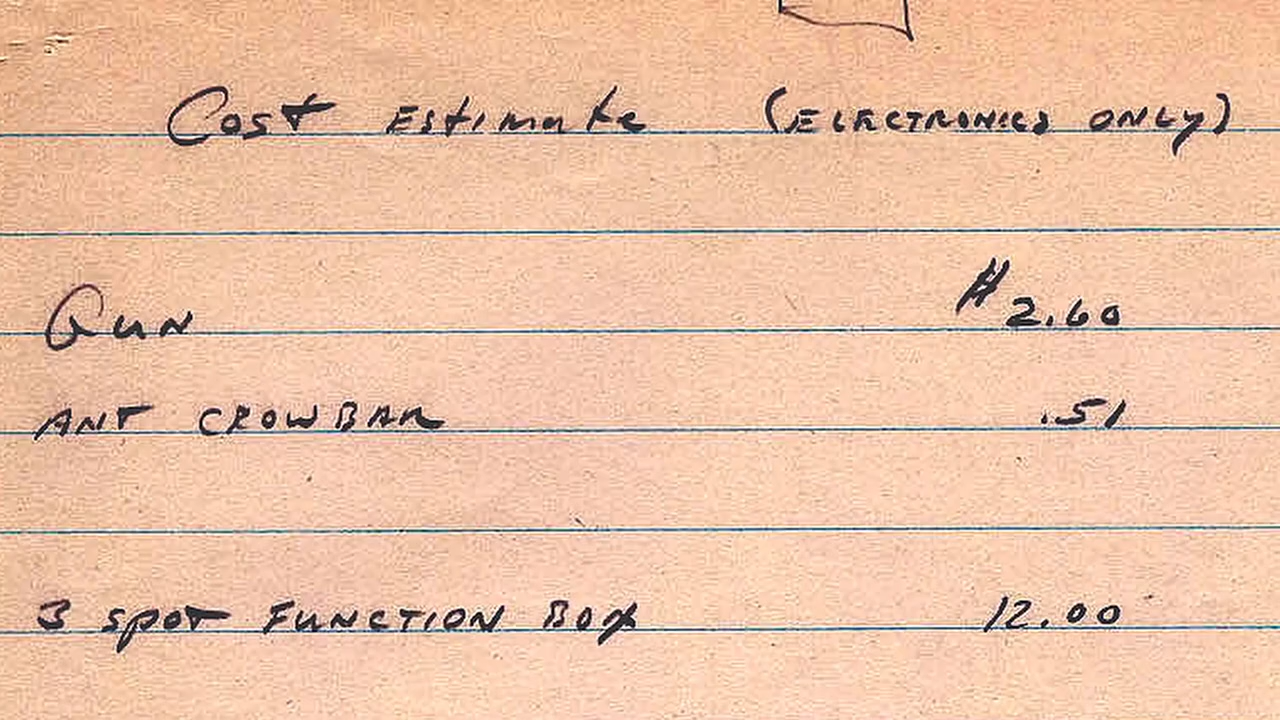 Cost Estimate (ELECTRONICS ONLY)
Gun $2.60
ANT CROWBAR .51
3 SPOT FUNCTION BOX 12.00